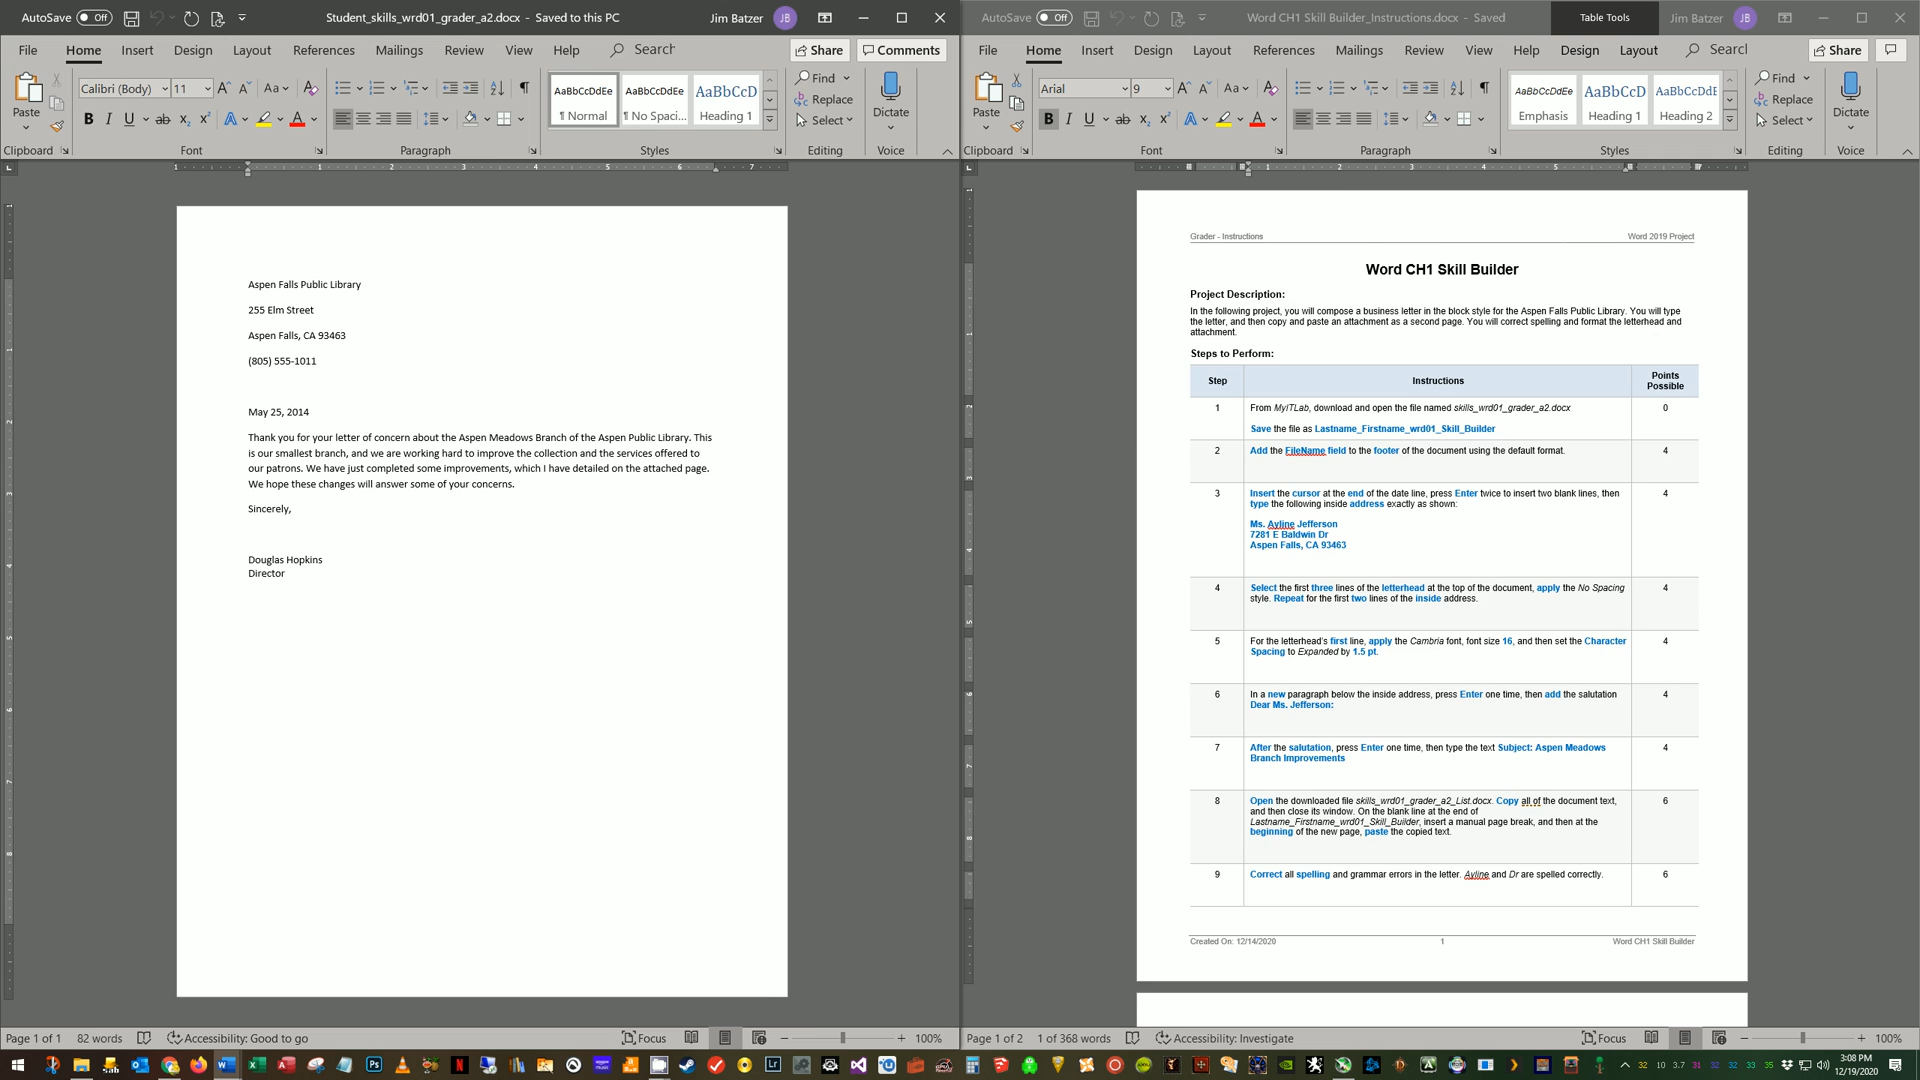 AutoSave Off Student_skills_wrd01_grader_a2.docx - Saved to this PC Jim Batzer JB
File Home Insert Design Layout References Mailings Review View Help Search Share Comments
Paste Calibri (Body) 11 Aa AaBbCcDdEe AaBbCcDdEe AaBbCcD Find Replace Select Dictate
B I U ab x₂ x² A A ¶ Normal ¶ No Spaci... Heading 1
Clipboard Font Paragraph Styles Editing Voice
Aspen Falls Public Library
255 Elm Street
Aspen Falls, CA 93463
(805) 555-1011
May 25, 2014
Thank you for your letter of concern about the Aspen Meadows Branch of the Aspen Public Library. This
is our smallest branch, and we are working hard to improve the collection and the services offered to
our patrons. We have just completed some improvements, which I have detailed on the attached page.
We hope these changes will answer some of your concerns.
Sincerely,
Douglas Hopkins
Director
Page 1 of 1 82 words Accessibility: Good to go Focus 100%
AutoSave Off Word CH1 Skill Builder_Instructions.docx - Saved Table Tools Jim Batzer JB
File Home Insert Design Layout References Mailings Review View Help Design Layout Searcl Share
Paste Arial 9 Aa AaBbCcDdEe AaBbCcD AaBbCcDdE Find Replace Select Dictate
B I U ab x₂ x² A A Emphasis Heading 1 Heading 2
Clipboard Font Paragraph Styles Editing Voice
Grader - Instructions Word 2019 Project
Word CH1 Skill Builder
Project Description:
In the following project, you will compose a business letter in the block style for the Aspen Falls Public Library. You will type
the letter, and then copy and paste an attachment as a second page. You will correct spelling and format the letterhead and
attachment.
Steps to Perform:
Step Instructions Points Possible
1 From MyITLab, download and open the file named skills_wrd01_grader_a2.docx 0
Save the file as Lastname_Firstname_wrd01_Skill_Builder
2 Add the FileName field to the footer of the document using the default format. 4
3 Insert the cursor at the end of the date line, press Enter twice to insert two blank lines, then 4
type the following inside address exactly as shown:
Ms. Ayline Jefferson
7281 E Baldwin Dr
Aspen Falls, CA 93463
4 Select the first three lines of the letterhead at the top of the document, apply the No Spacing 4
style. Repeat for the first two lines of the inside address.
5 For the letterhead's first line, apply the Cambria font, font size 16, and then set the Character 4
Spacing to Expanded by 1.5 pt.
6 In a new paragraph below the inside address, press Enter one time, then add the salutation 4
Dear Ms. Jefferson:
7 After the salutation, press Enter one time, then type the text Subject: Aspen Meadows 4
Branch Improvements
8 Open the downloaded file skills_wrd01_grader_a2_List.docx. Copy all of the document text, 6
and then close its window. On the blank line at the end of
Lastname_Firstname_wrd01_Skill_Builder, insert a manual page break, and then at the
beginning of the new page, paste the copied text.
9 Correct all spelling and grammar errors in the letter. Ayline and Dr are spelled correctly. 6
Created On: 12/14/2020 1 Word CH1 Skill Builder
Page 1 of 2 1 of 368 words Accessibility: Investigate Focus 100%
3:08 PM
12/19/2020